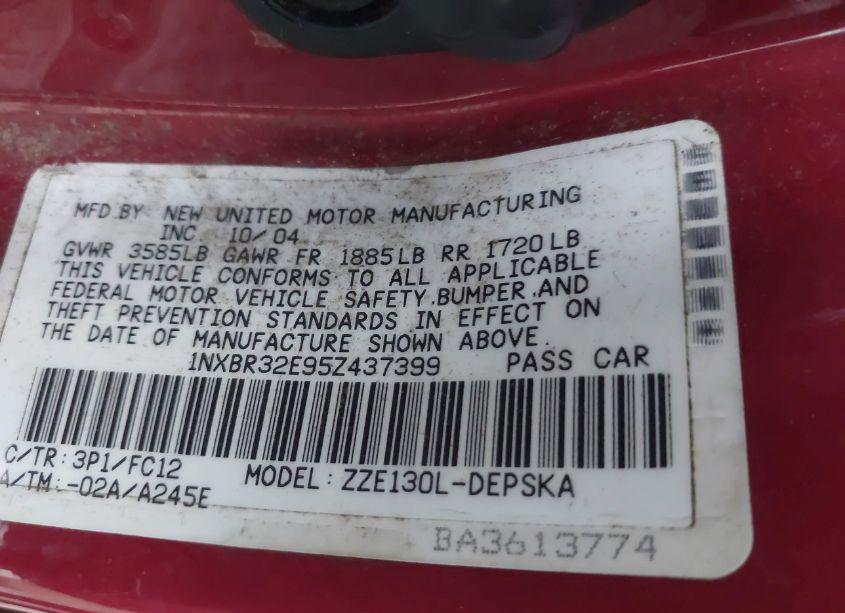 MFD.BY: NEW UNITED MOTOR MANUFACTURING
INC 10/04
GVWR 3585LB GAWR FR 1885LB RR 1720LB
THIS VEHICLE CONFORMS TO ALL APPLICABLE
FEDERAL MOTOR VEHICLE SAFETY.BUMPER.AND
THEFT PREVENTION STANDARDS IN EFFECT ON
THE DATE OF MANUFACTURE SHOWN ABOVE.
1NXBR32E95Z437399 PASS CAR
C/TR:3P1/FC12
A/TM:-02A/A245E MODEL:ZZE130L-DEPSKA
BA3613774